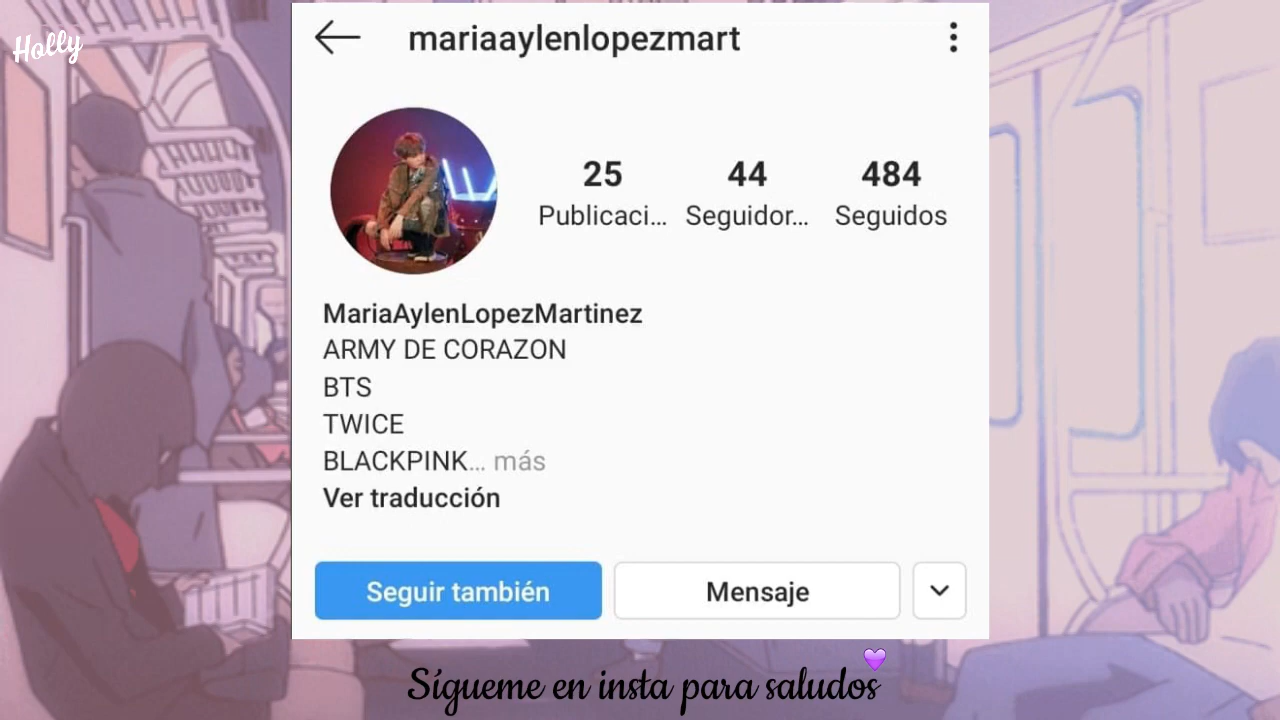 Holly
mariaaylenlopezmart
25 44 484
Publicaci... Seguidor... Seguidos
MariaAylenLopezMartinez
ARMY DE CORAZON
BTS
TWICE
BLACKPINK... más
Ver traducción
Seguir también Mensaje
Sígueme en insta para saludos